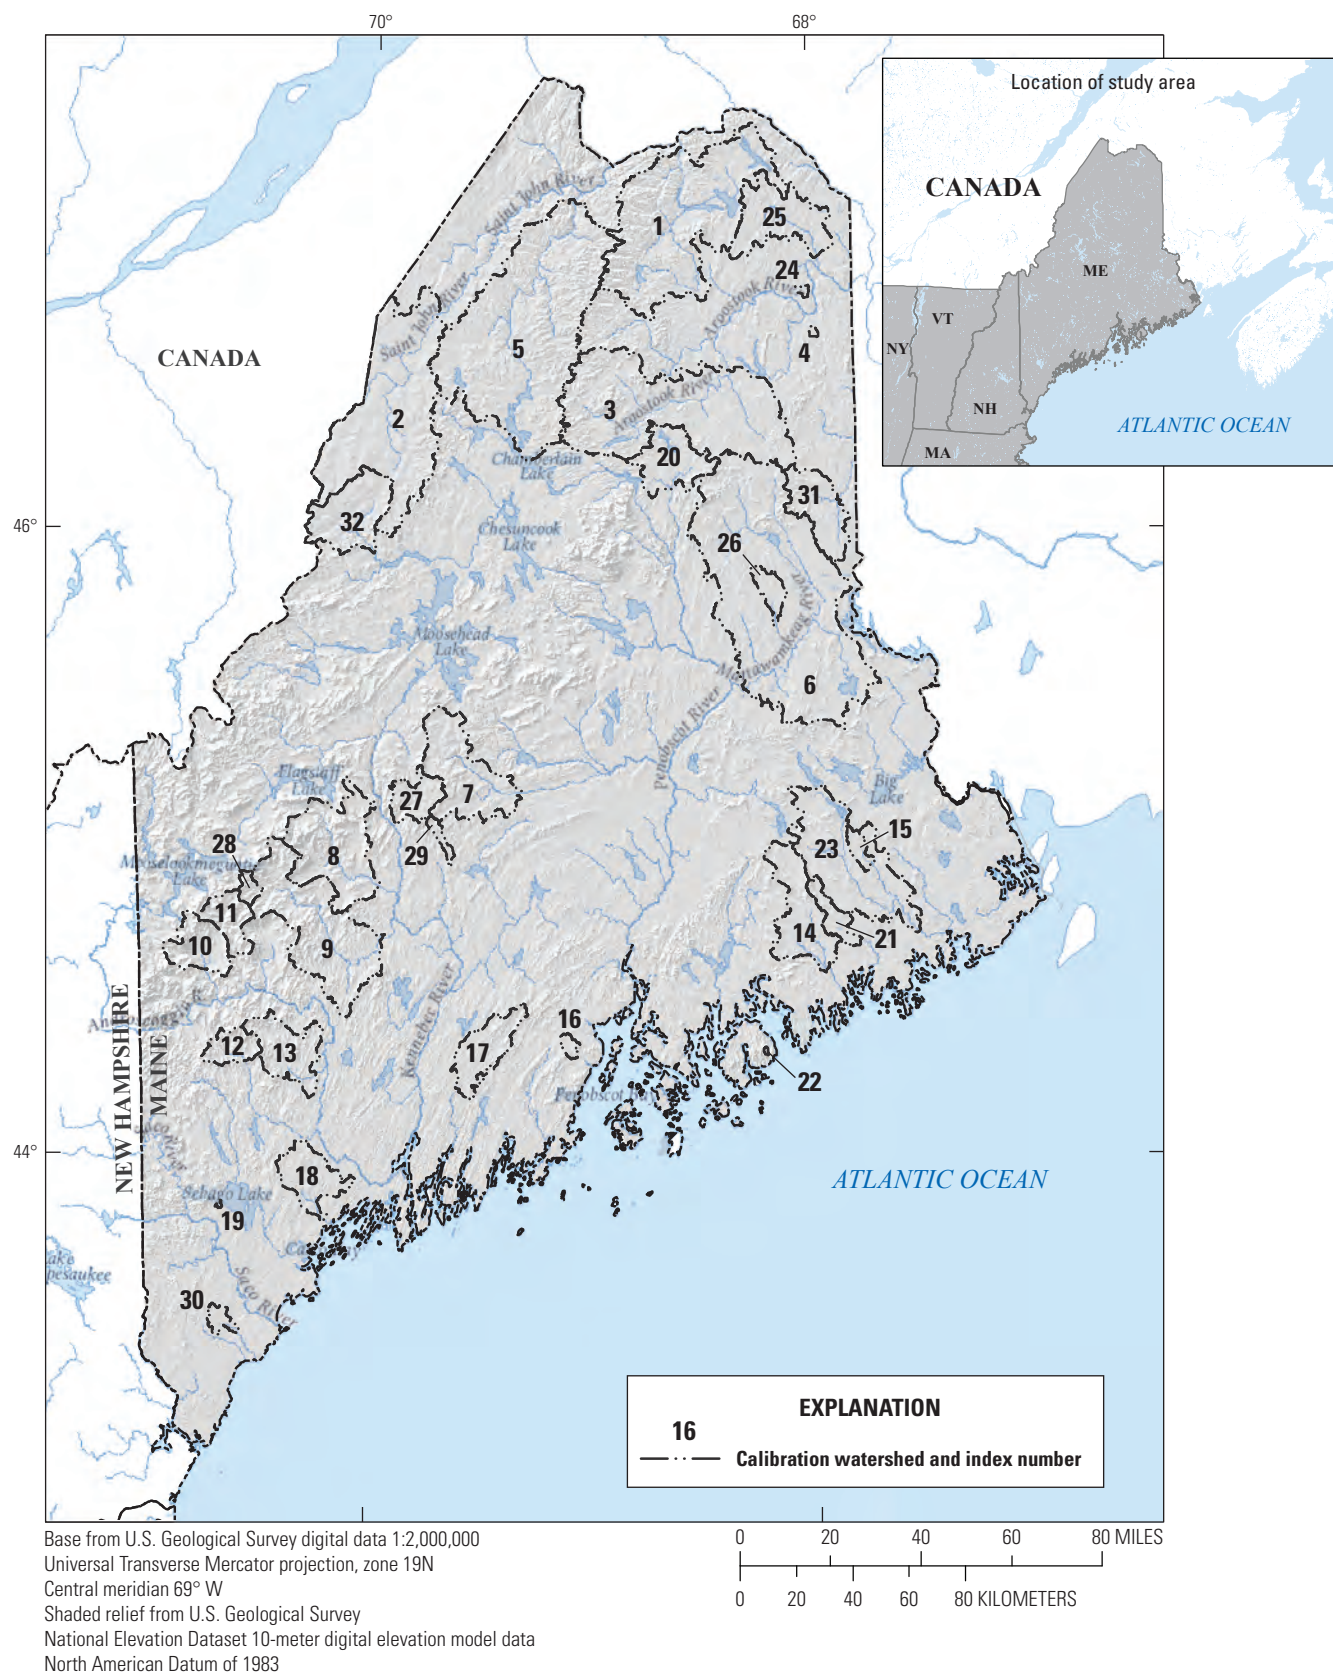 70°
68°
Location of study area
CANADA
ME
VT
NY
NH
MA
ATLANTIC OCEAN
Saint John River
1
25
24
Aroostook River
Saint John River
CANADA
5
4
2
3
Aroostook River
20
Chamberlain
Lake
31
46°
32
Chesuncook
Lake
26
Moosehead
Lake
Mattawamkeag River
6
Penobscot River
Flagstaff
Lake
27
7
Big
Lake
28
8
29
23
15
Mooselookmeguntic
Lake
11
10
9
14
21
NEW HAMPSHIRE
MAINE
Androscoggin R
Kennebec River
12
13
17
16
22
Penobscot Bay
44°
Saco River
18
Sebago Lake
19
ATLANTIC OCEAN
ake
pesaukee
Saco River
30
EXPLANATION
16
Calibration watershed and index number
Base from U.S. Geological Survey digital data 1:2,000,000
Universal Transverse Mercator projection, zone 19N
Central meridian 69° W
Shaded relief from U.S. Geological Survey
National Elevation Dataset 10-meter digital elevation model data
North American Datum of 1983
0 20 40 60 80 MILES
0 20 40 60 80 KILOMETERS